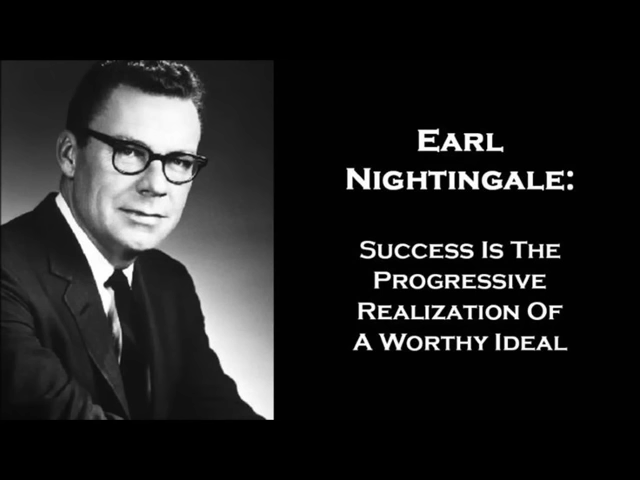 Earl
Nightingale:
Success Is The
Progressive
Realization Of
A Worthy Ideal